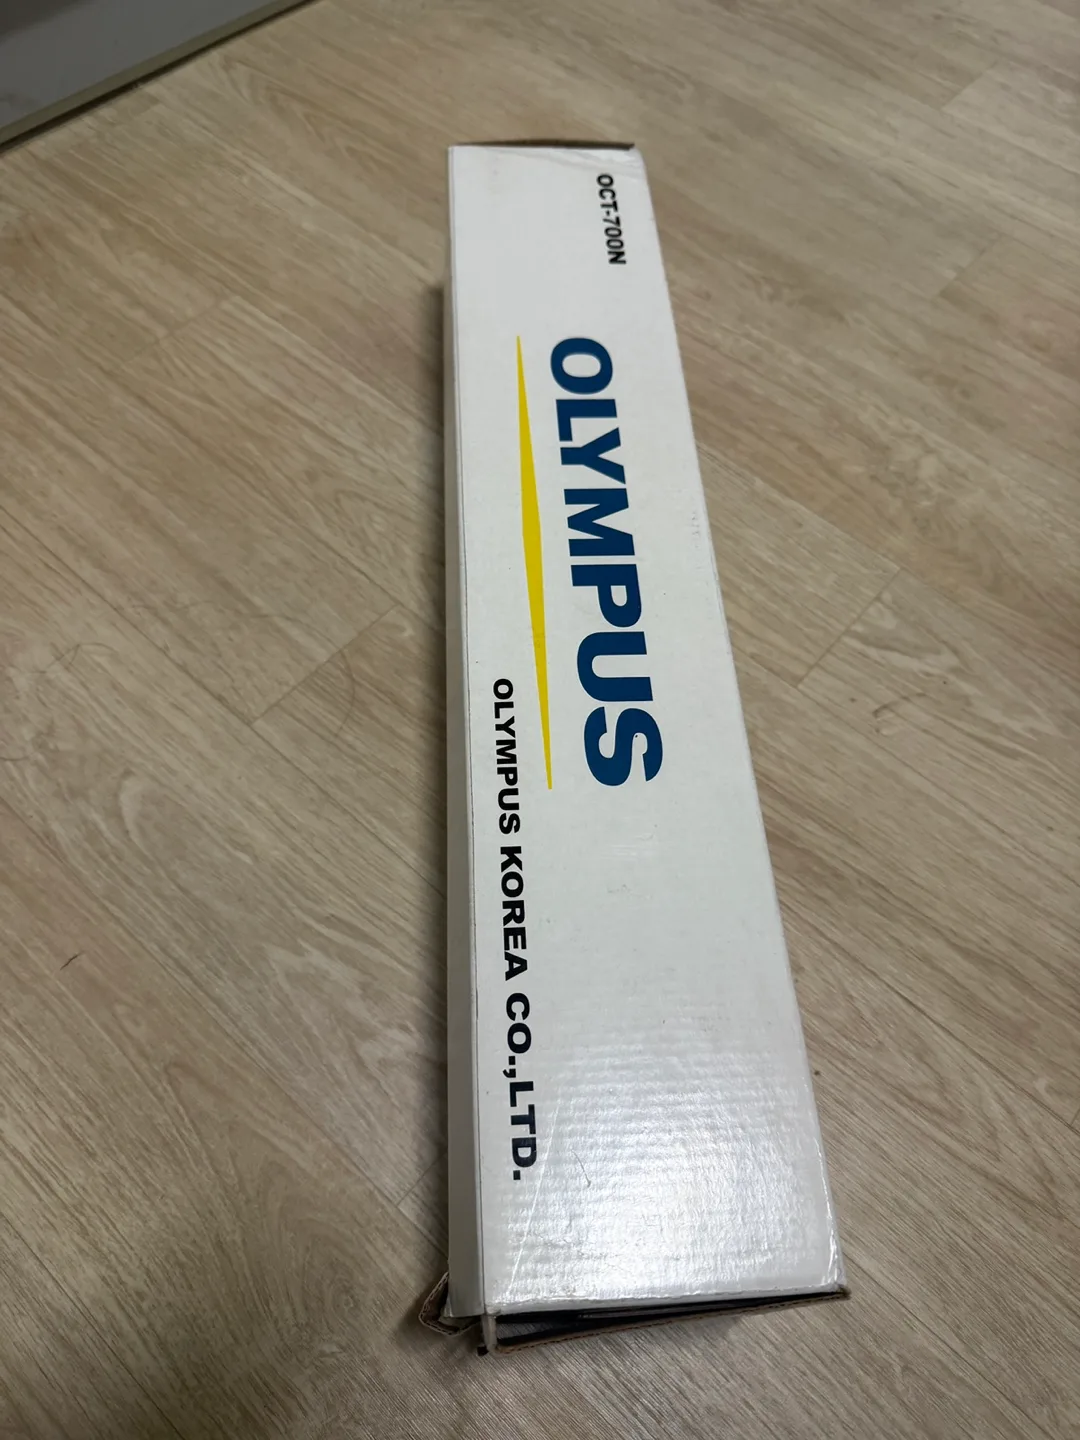 OCT-700N
OLYMPUS
OLYMPUS KOREA CO.,LTD.